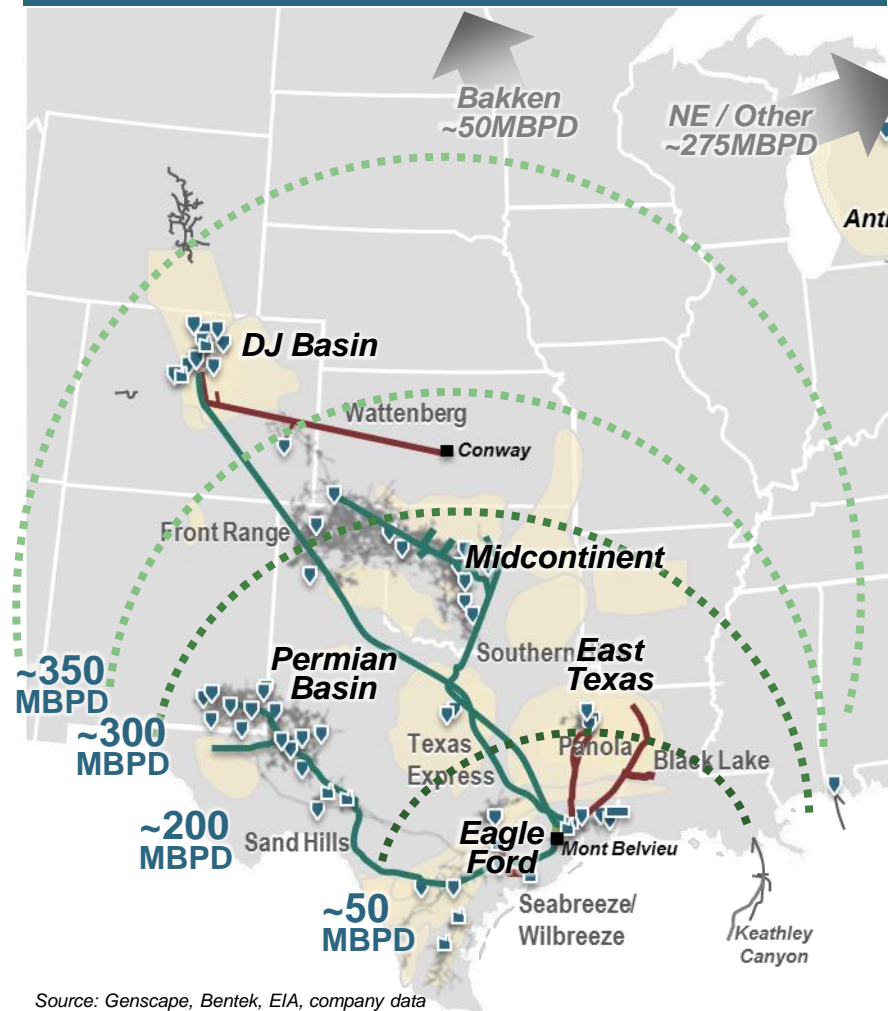 Bakken
~50MBPD
NE / Other
~275MBPD
Ant
DJ Basin
Wattenberg
Conway
Front Range
Midcontinent
Southern
East
Texas
Permian
Basin
~350
MBPD
~300
MBPD
Texas
Express
Panola
Black Lake
~200
MBPD
Sand Hills
Eagle
Ford
Mont Belvieu
~50
MBPD
Seabreeze/
Wilbreeze
Keathley
Canyon
Source: Genscape, Bentek, EIA, company data